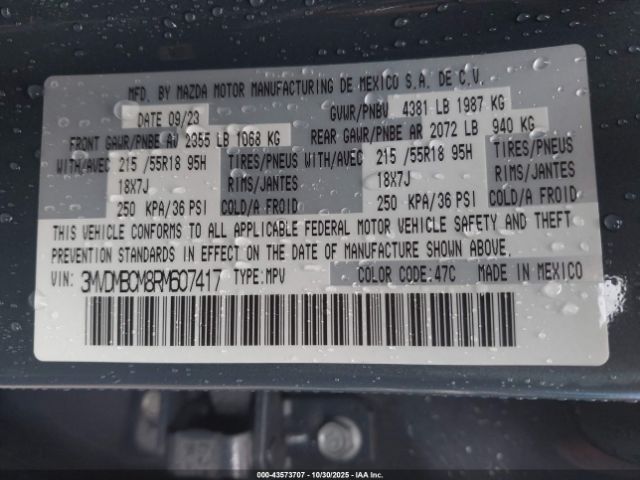 MFD. BY MAZDA MOTOR MANUFACTURING DE MEXICO S.A. DE C.V.
DATE 09/23 GVWR/PNBV 4381 LB 1987 KG
FRONT GAWR/PNBE AV 2355 LB 1068 KG REAR GAWR/PNBE AR 2072 LB 940 KG
WITH/AVEC 215 /55R18 95H TIRES/PNEUS WITH/AVEC 215 /55R18 95H TIRES/PNEUS
18X7J RIMS/JANTES 18X7J RIMS/JANTES
250 KPA/36 PSI COLD/A FROID 250 KPA/36 PSI COLD/A FROID
THIS VEHICLE CONFORMS TO ALL APPLICABLE FEDERAL MOTOR VEHICLE SAFETY AND THEFT
PREVENTION STANDARDS IN EFFECT ON THE DATE OF MANUFACTURE SHOWN ABOVE.
VIN: 3MVDMBCM8RM607417 TYPE:MPV COLOR CODE:47C MADE IN MEXICO
000-43573707 - 10/30/2025 - IAA Inc.